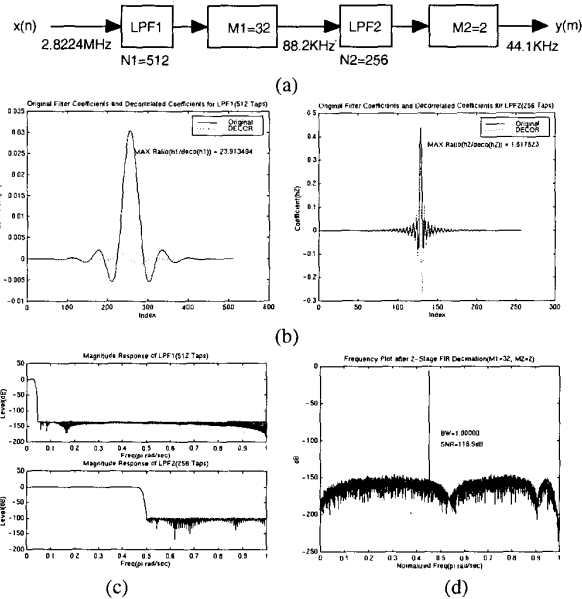 x(n) LPF1 M1=32 LPF2 M2=2 y(m)
2.8224MHz 88.2KHz 44.1KHz
N1=512 N2=256
(a)
Original Filter Coefficients and Decorrelated Coefficients for LPF1(512 Taps)
Original
DECOR
MAX Ratio(h1/deco(h1)) = 23.913494
0.035
0.03
0.025
0.02
0.015
0.01
0.005
0
-0.005
-0.01
0 100 200 300 400 500 600
Index
Original Filter Coefficients and Decorrelated Coefficients for LPF2(256 Taps)
Original
DECOR
MAX Ratio(h2/deco(h2)) = 1.617623
Coefficient(h2)
0.5
0.4
0.3
0.2
0.1
0
-0.1
-0.2
-0.3
0 50 100 150 200 250 300
Index
(b)
Magnitude Response of LPF1(512 Taps)
Level(dB)
50
0
-50
-100
-150
-200
0 0.1 0.2 0.3 0.4 0.5 0.6 0.7 0.8 0.9 1
Freq(pi rad/sec)
Magnitude Response of LPF2(256 Taps)
Level(dB)
50
0
-50
-100
-150
-200
0 0.1 0.2 0.3 0.4 0.5 0.6 0.7 0.8 0.9 1
Freq(pi rad/sec)
(c)
Frequency Plot after 2-Stage FIR Decimation(M1=32, M2=2)
BW=1.00000
SNR=116.9dB
dB
0
-50
-100
-150
-200
-250
0 0.1 0.2 0.3 0.4 0.5 0.6 0.7 0.8 0.9 1
Normalized Freq(pi rad/sec)
(d)